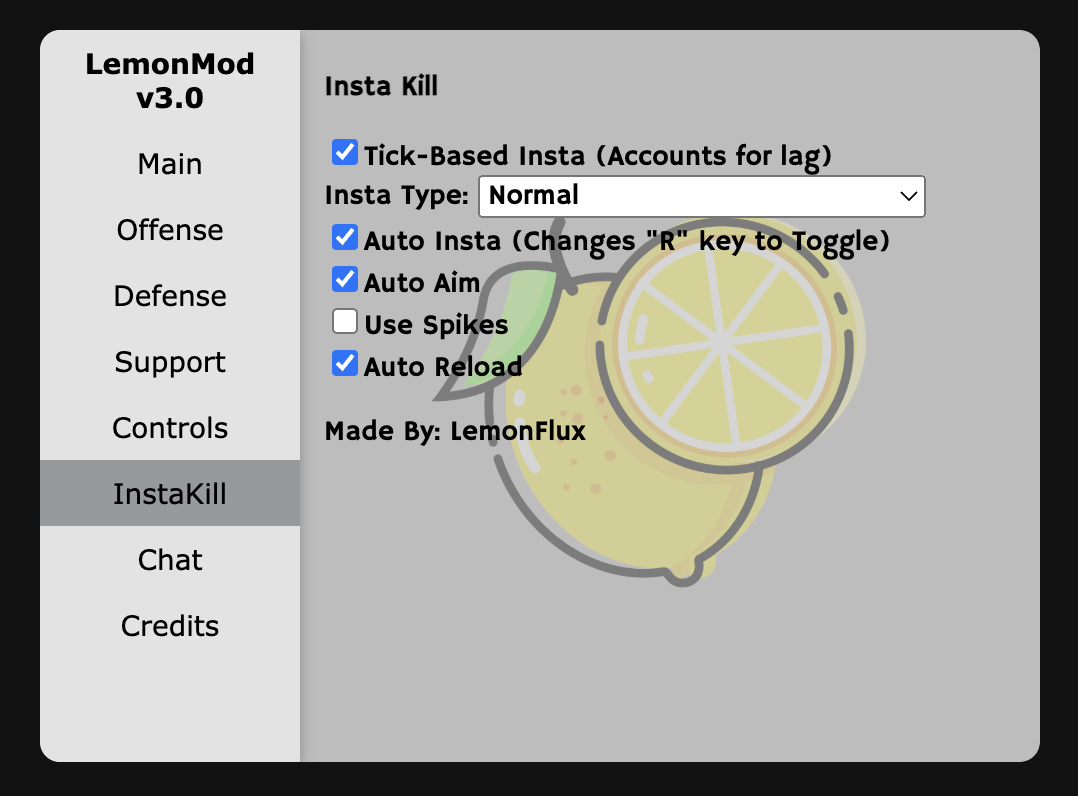 LemonMod
v3.0
Main
Offense
Defense
Support
Controls
InstaKill
Chat
Credits
Insta Kill
Tick-Based Insta (Accounts for lag)
Insta Type: Normal
Auto Insta (Changes "R" key to Toggle)
Auto Aim
Use Spikes
Auto Reload
Made By: LemonFlux